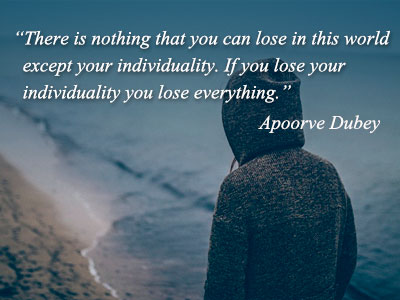 “There is nothing that you can lose in this world
except your individuality. If you lose your
individuality you lose everything.”
Apoorve Dubey